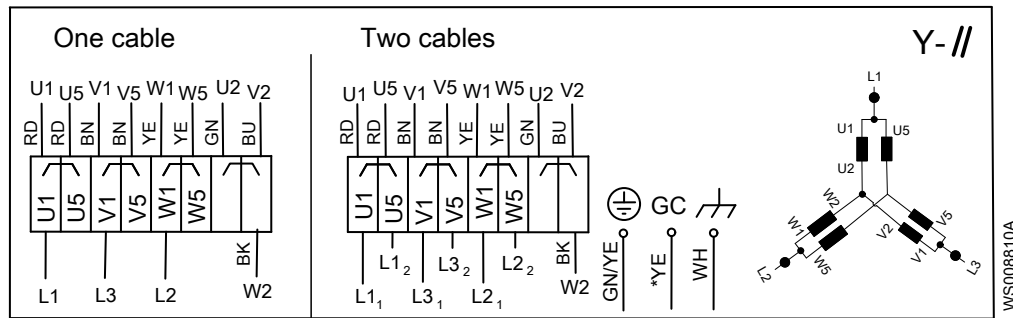 One cable
U1 U5 V1 V5 W1 W5 U2 V2
RD RD BN BN YE YE GN BU
U1 U5 V1 V5 W1 W5
BK
L1 L3 L2 W2
Two cables
U1 U5 V1 V5 W1 W5 U2 V2
RD RD BN BN YE YE GN BU
U1 U5 V1 V5 W1 W5
BK
L1₂ L3₂ L2₂
L1₁ L3₁ L2₁ W2
GC
GN/YE *YE WH
Y-//
L1
U1 U5
U2
W2
W1
W5
L2
V5
V2
V1
L3
WS008810A